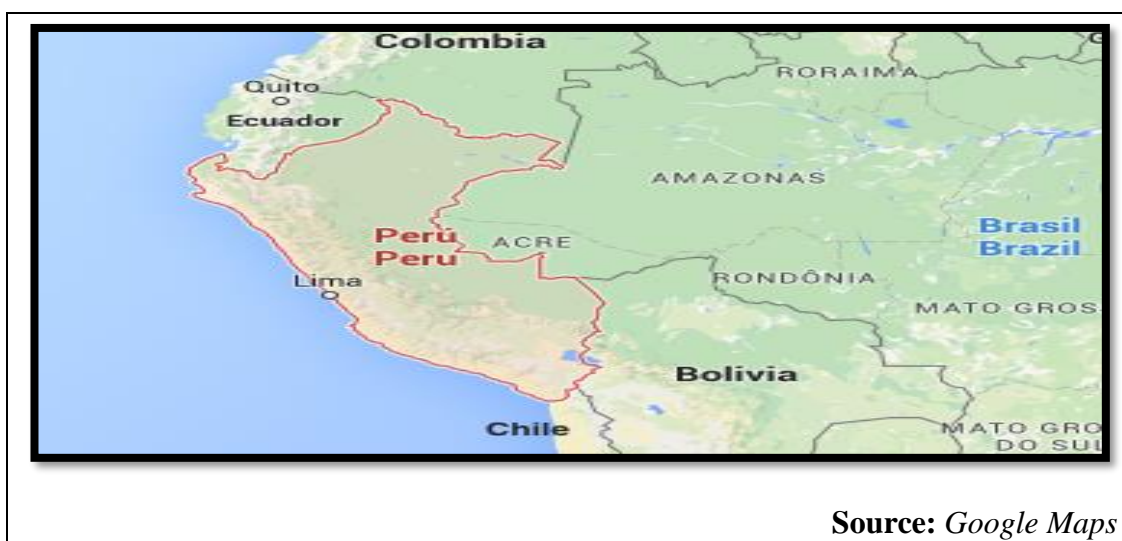 Colombia
RORAIMA
Quito
Ecuador
AMAZONAS
Perú
Peru
ACRE
Brasil
Brazil
Lima
RONDÔNIA
MATO GROS
Bolivia
Chile
MATO GRO
DO SUL
Source: Google Maps